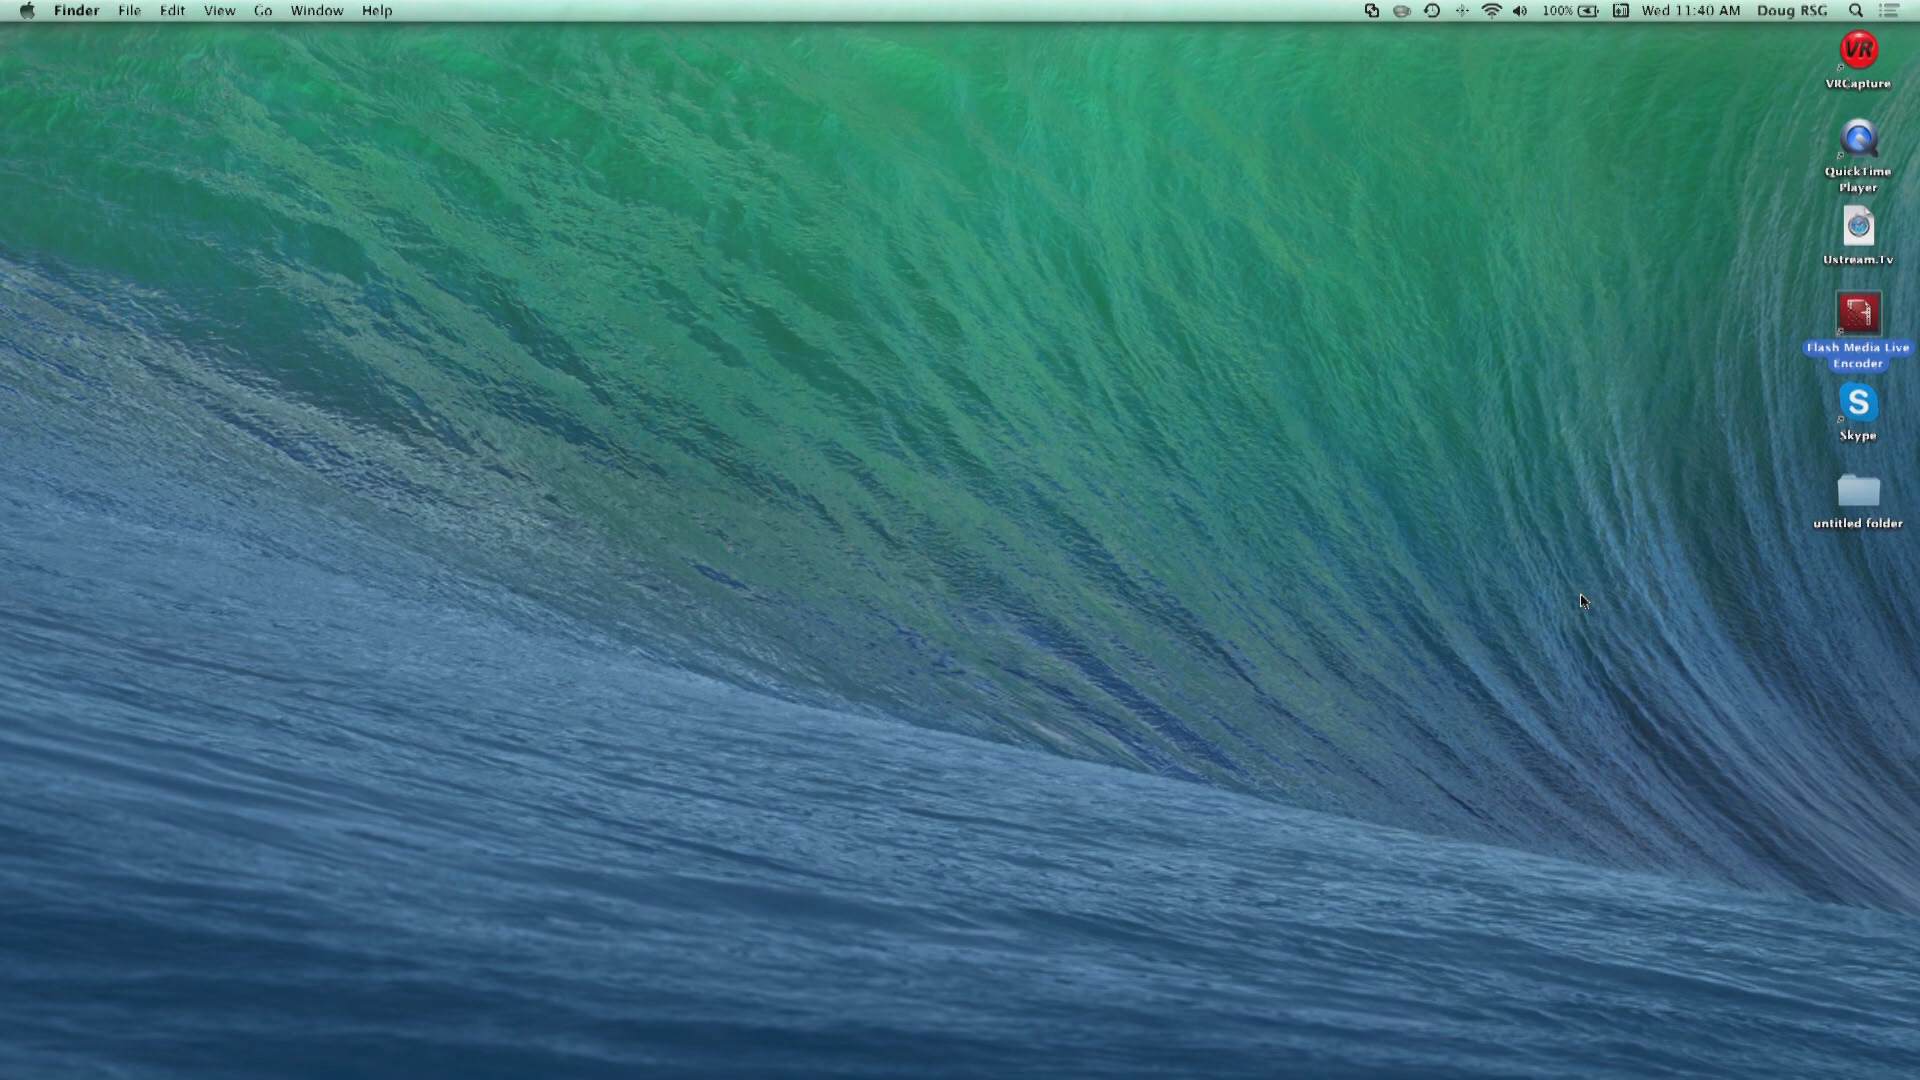 Finder File Edit View Go Window Help 100% Wed 11:40 AM Doug RSG
VR
VRCapture
QuickTime
Player
Ustream.Tv
Flash Media Live
Encoder
S
Skype
untitled folder